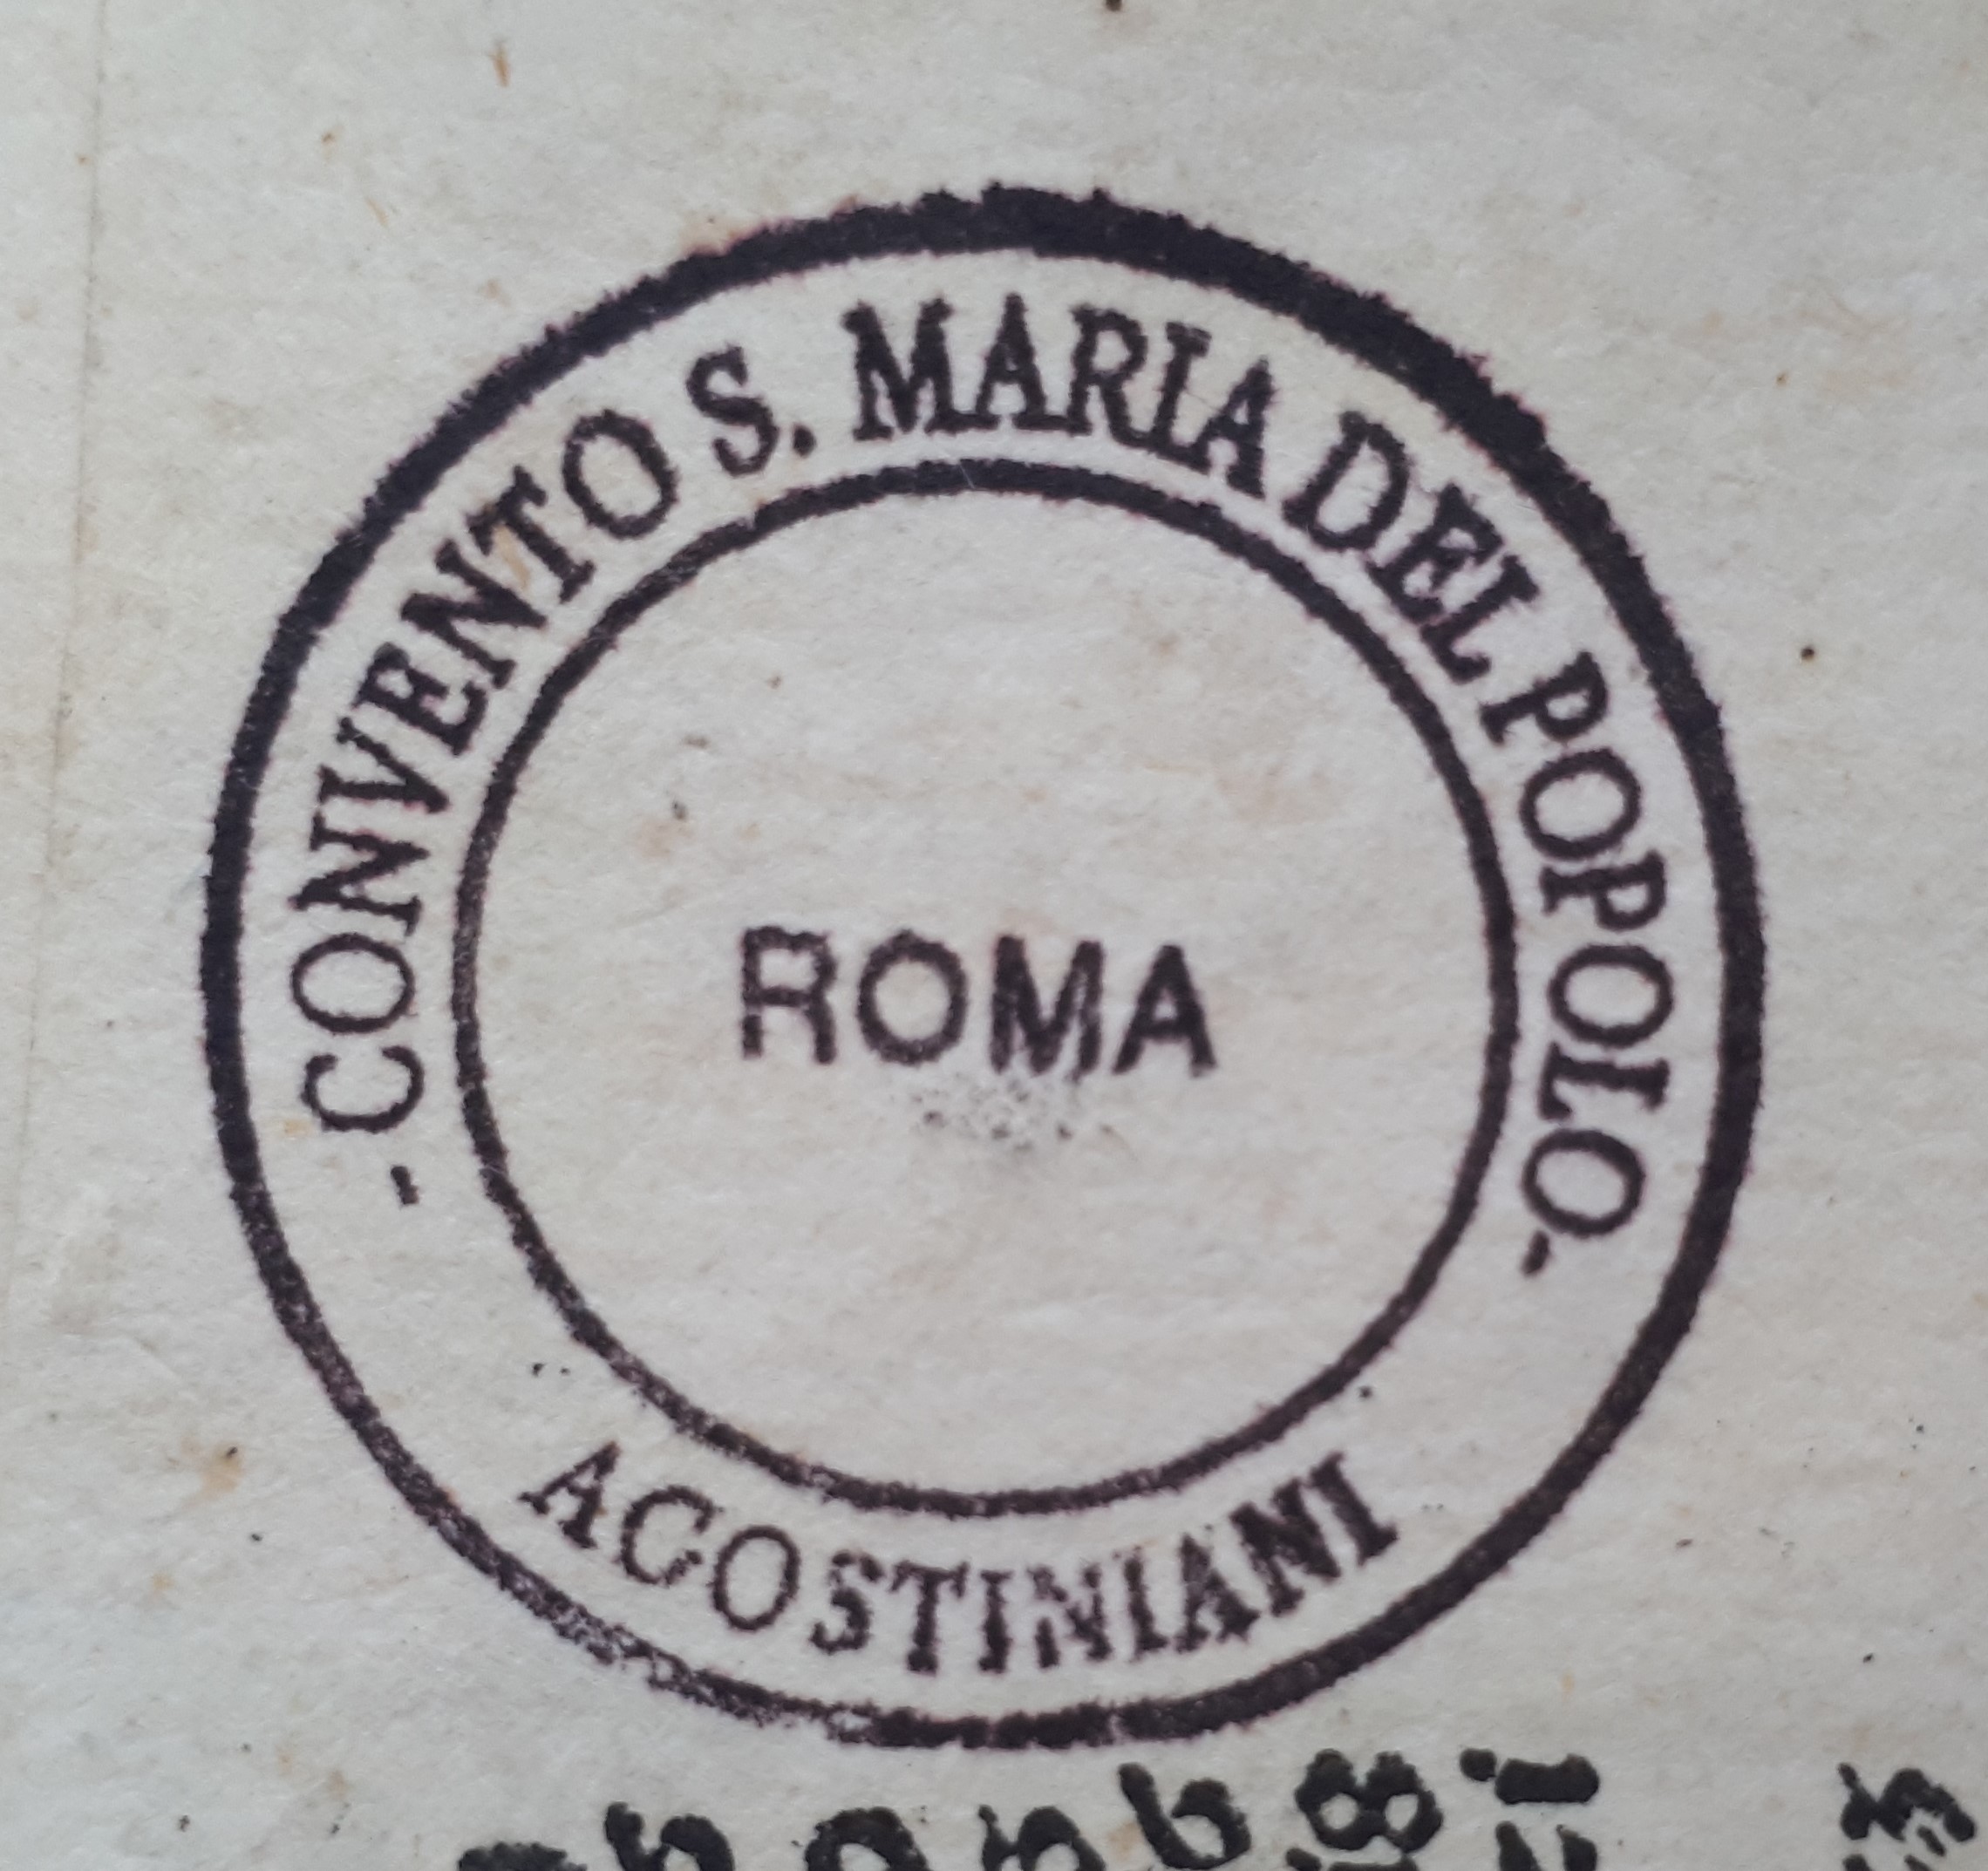 - CONVENTO S. MARIA DEL POPOLO -
ROMA
AGOSTINIANI